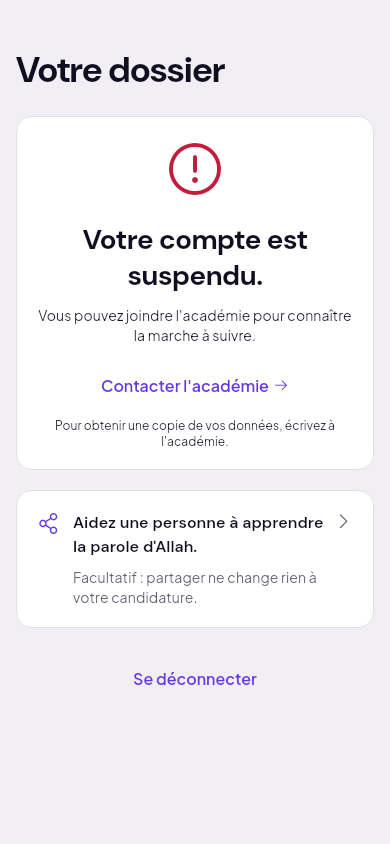 Votre dossier
Votre compte est
suspendu.
Vous pouvez joindre l'académie pour connaître
la marche à suivre.
Contacter l'académie →
Pour obtenir une copie de vos données, écrivez à
l'académie.
Aidez une personne à apprendre
la parole d'Allah.
Facultatif : partager ne change rien à
votre candidature.
Se déconnecter